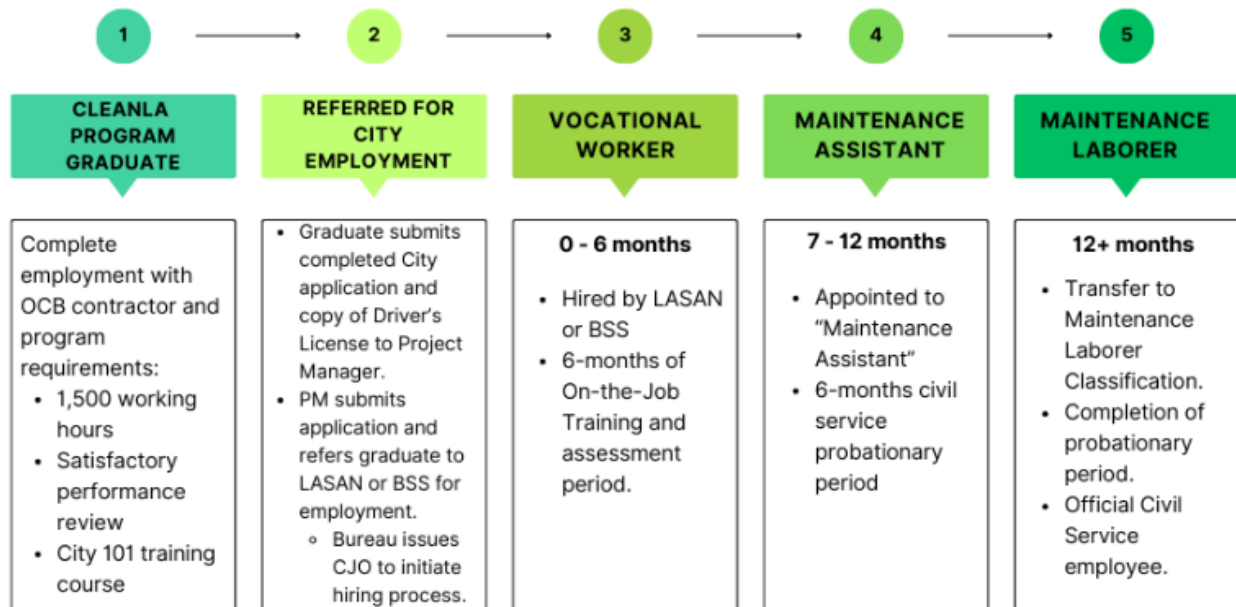 1
2
3
4
5
CLEANLA
PROGRAM
GRADUATE
REFERRED FOR
CITY
EMPLOYMENT
VOCATIONAL
WORKER
MAINTENANCE
ASSISTANT
MAINTENANCE
LABORER
Complete
employment with
OCB contractor and
program
requirements:
• 1,500 working
hours
• Satisfactory
performance
review
• City 101 training
course
• Graduate submits
completed City
application and
copy of Driver's
License to Project
Manager.
• PM submits
application and
refers graduate to
LASAN or BSS for
employment.
◦ Bureau issues
CJO to initiate
hiring process.
0 - 6 months
• Hired by LASAN
or BSS
• 6-months of
On-the-Job
Training and
assessment
period.
7 - 12 months
• Appointed to
“Maintenance
Assistant”
• 6-months civil
service
probationary
period
12+ months
• Transfer to
Maintenance
Laborer
Classification.
• Completion of
probationary
period.
• Official Civil
Service
employee.